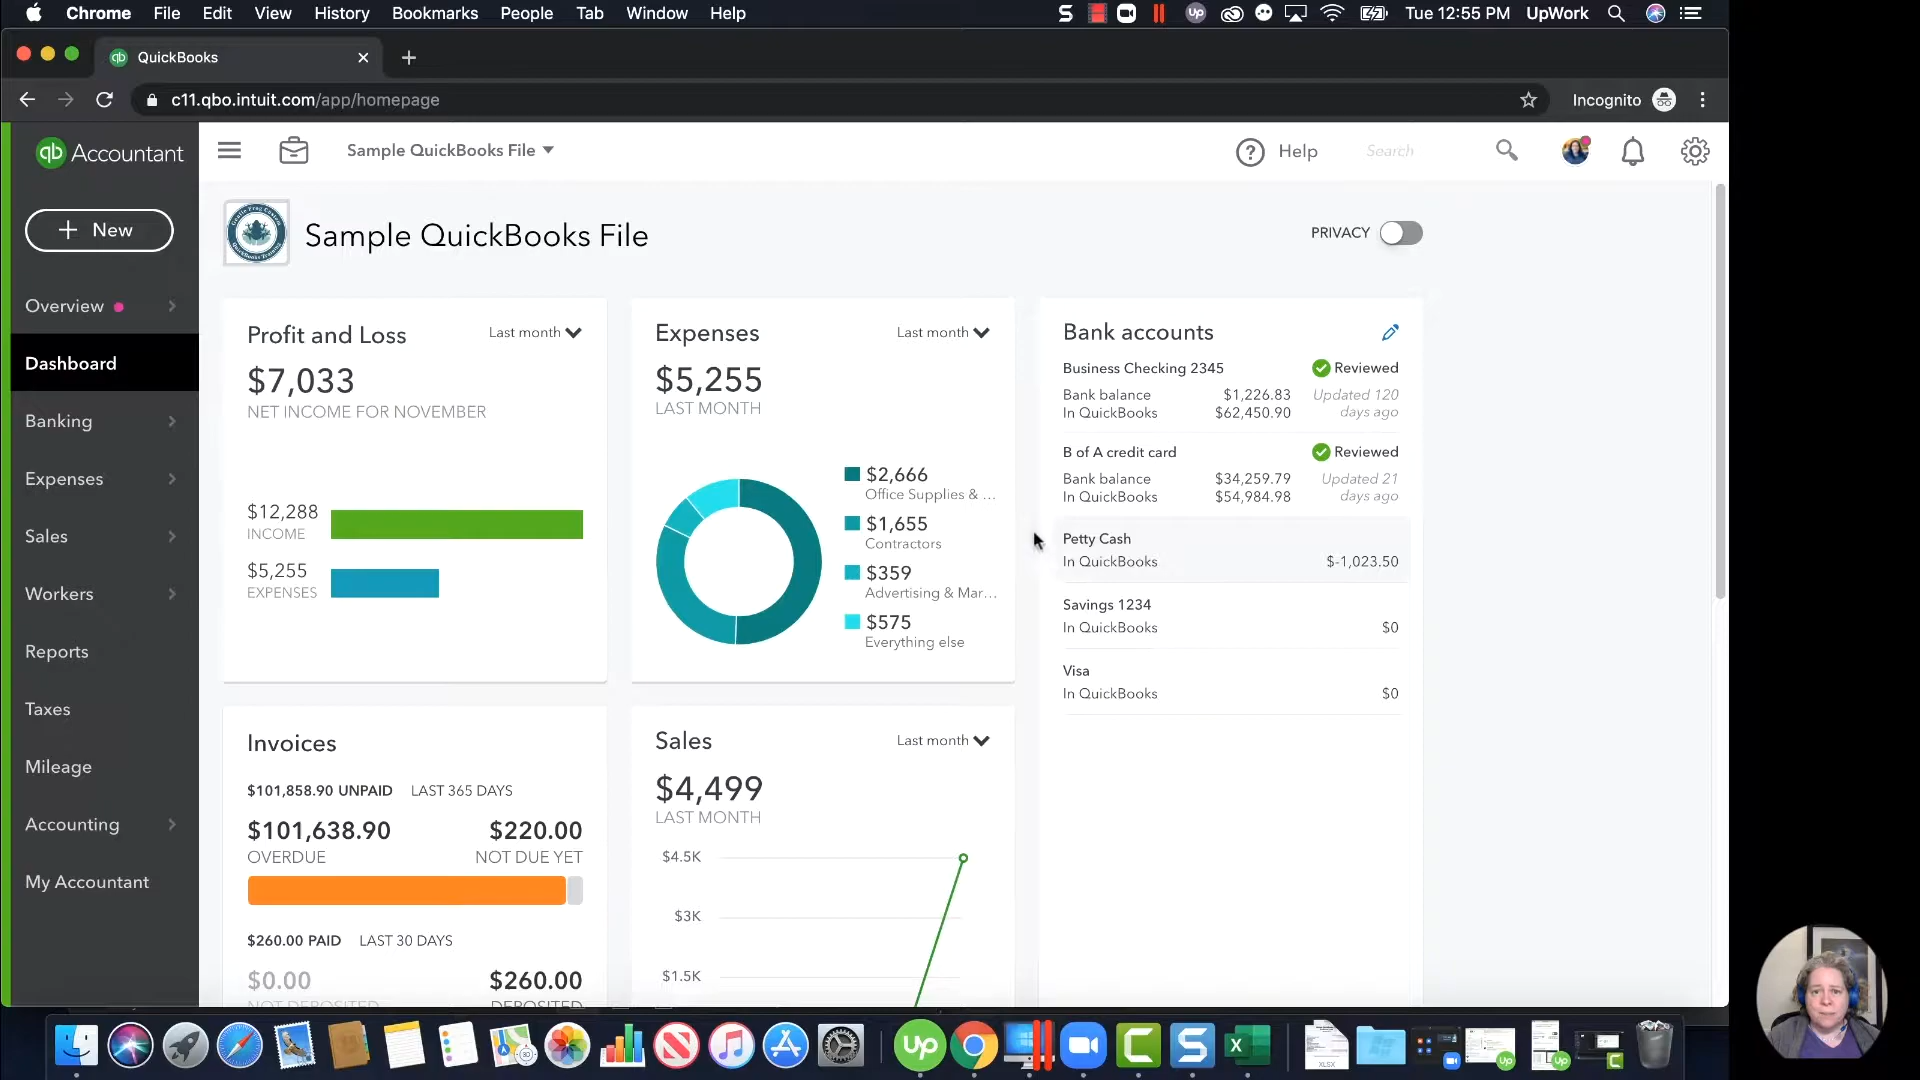 Chrome File Edit View History Bookmarks People Tab Window Help
Tue 12:55 PM UpWork
QuickBooks
c11.qbo.intuit.com/app/homepage
Incognito
qb Accountant
Sample QuickBooks File
Help
Search
+ New
Sample QuickBooks File
PRIVACY
Overview
Dashboard
Banking
Expenses
Sales
Workers
Reports
Taxes
Mileage
Accounting
My Accountant
Profit and Loss
Last month
$7,033
NET INCOME FOR NOVEMBER
$12,288
INCOME
$5,255
EXPENSES
Expenses
Last month
$5,255
LAST MONTH
$2,666
Office Supplies & ...
$1,655
Contractors
$359
Advertising & Mar...
$575
Everything else
Bank accounts
Business Checking 2345 Reviewed
Bank balance $1,226.83 Updated 120
In QuickBooks $62,450.90 days ago
B of A credit card Reviewed
Bank balance $34,259.79 Updated 21
In QuickBooks $54,984.98 days ago
Petty Cash
In QuickBooks $-1,023.50
Savings 1234
In QuickBooks $0
Visa
In QuickBooks $0
Invoices
$101,858.90 UNPAID LAST 365 DAYS
$101,638.90 $220.00
OVERDUE NOT DUE YET
$260.00 PAID LAST 30 DAYS
$0.00 $260.00
NOT DEPOSITED DEPOSITED
Sales
Last month
$4,499
LAST MONTH
$4.5K
$3K
$1.5K